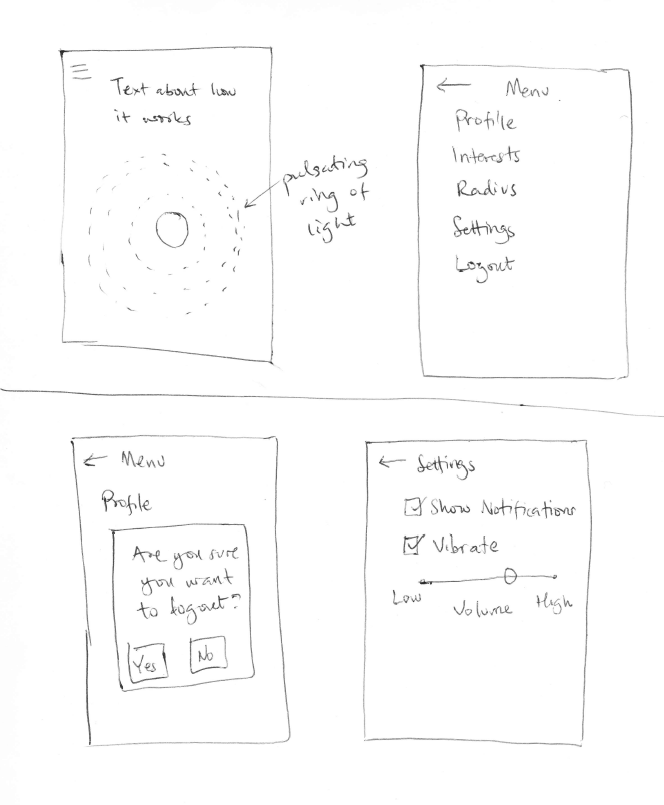 Text about how
it works
pulsating
ring of
light
Menu
Profile
Interests
Radius
Settings
Logout
Menu
Profile
Are you sure
you want
to logout?
Yes No
Settings
Show Notifications
Vibrate
Low High
Volume